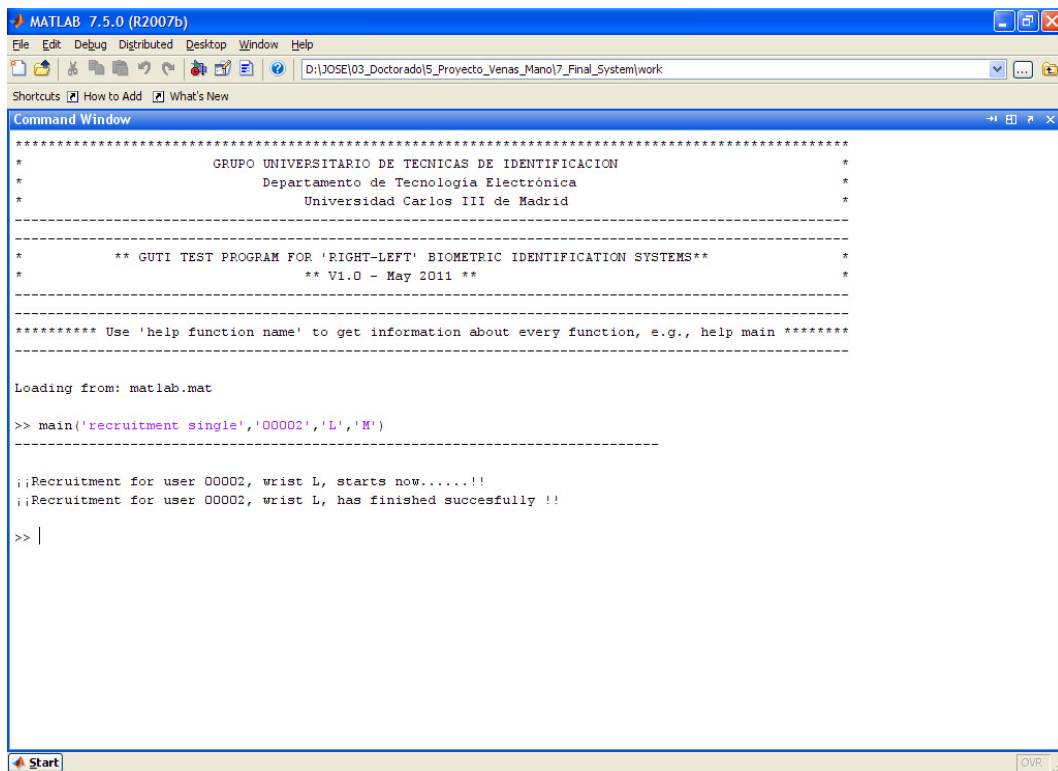 MATLAB 7.5.0 (R2007b)
File Edit Debug Distributed Desktop Window Help
D:\JOSE\03_Doctorado\5_Proyecto_Venas_Mano\7_Final_System\work
Shortcuts How to Add What's New
Command Window
*****************************************************************************************************
* GRUPO UNIVERSITARIO DE TECNICAS DE IDENTIFICACION *
* Departamento de Tecnología Electrónica *
* Universidad Carlos III de Madrid *
-----------------------------------------------------------------------------------------------------
-----------------------------------------------------------------------------------------------------
* ** GUTI TEST PROGRAM FOR 'RIGHT-LEFT' BIOMETRIC IDENTIFICATION SYSTEMS** *
* ** V1.0 - May 2011 ** *
-----------------------------------------------------------------------------------------------------
-----------------------------------------------------------------------------------------------------
********** Use 'help function name' to get information about every function, e.g., help main ********
-----------------------------------------------------------------------------------------------------
Loading from: matlab.mat
>> main('recruitment single','00002','L','M')
------------------------------------------------------------------------------
¡¡Recruitment for user 00002, wrist L, starts now......!!
¡¡Recruitment for user 00002, wrist L, has finished succesfully !!
>>
Start
OVR